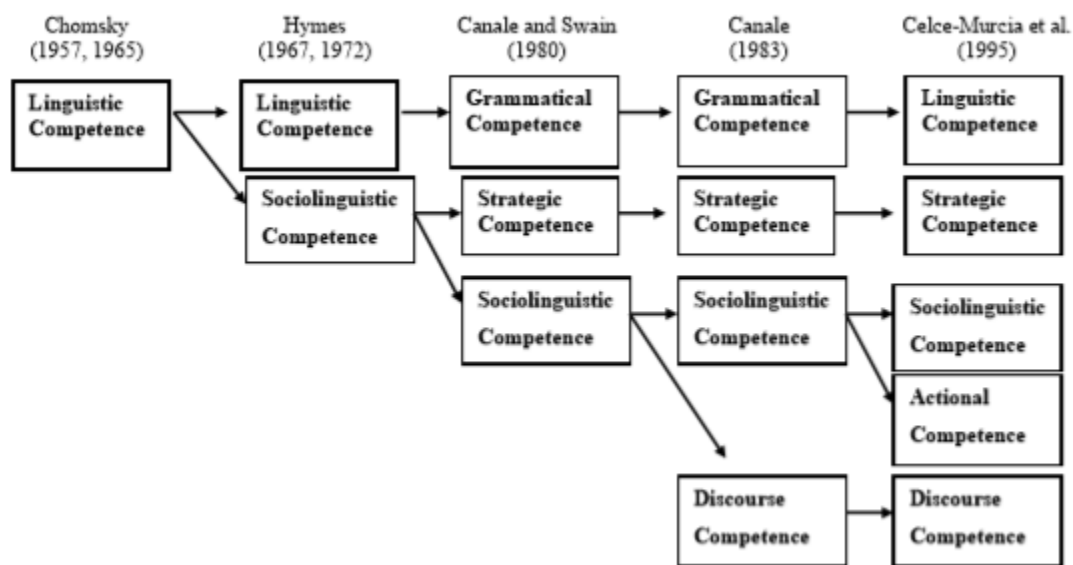 Chomsky
(1957, 1965)
Hymes
(1967, 1972)
Canale and Swain
(1980)
Canale
(1983)
Celce-Murcia et al.
(1995)
Linguistic
Competence
Linguistic
Competence
Grammatical
Competence
Grammatical
Competence
Linguistic
Competence
Sociolinguistic
Competence
Strategic
Competence
Strategic
Competence
Strategic
Competence
Sociolinguistic
Competence
Sociolinguistic
Competence
Sociolinguistic
Competence
Actional
Competence
Discourse
Competence
Discourse
Competence